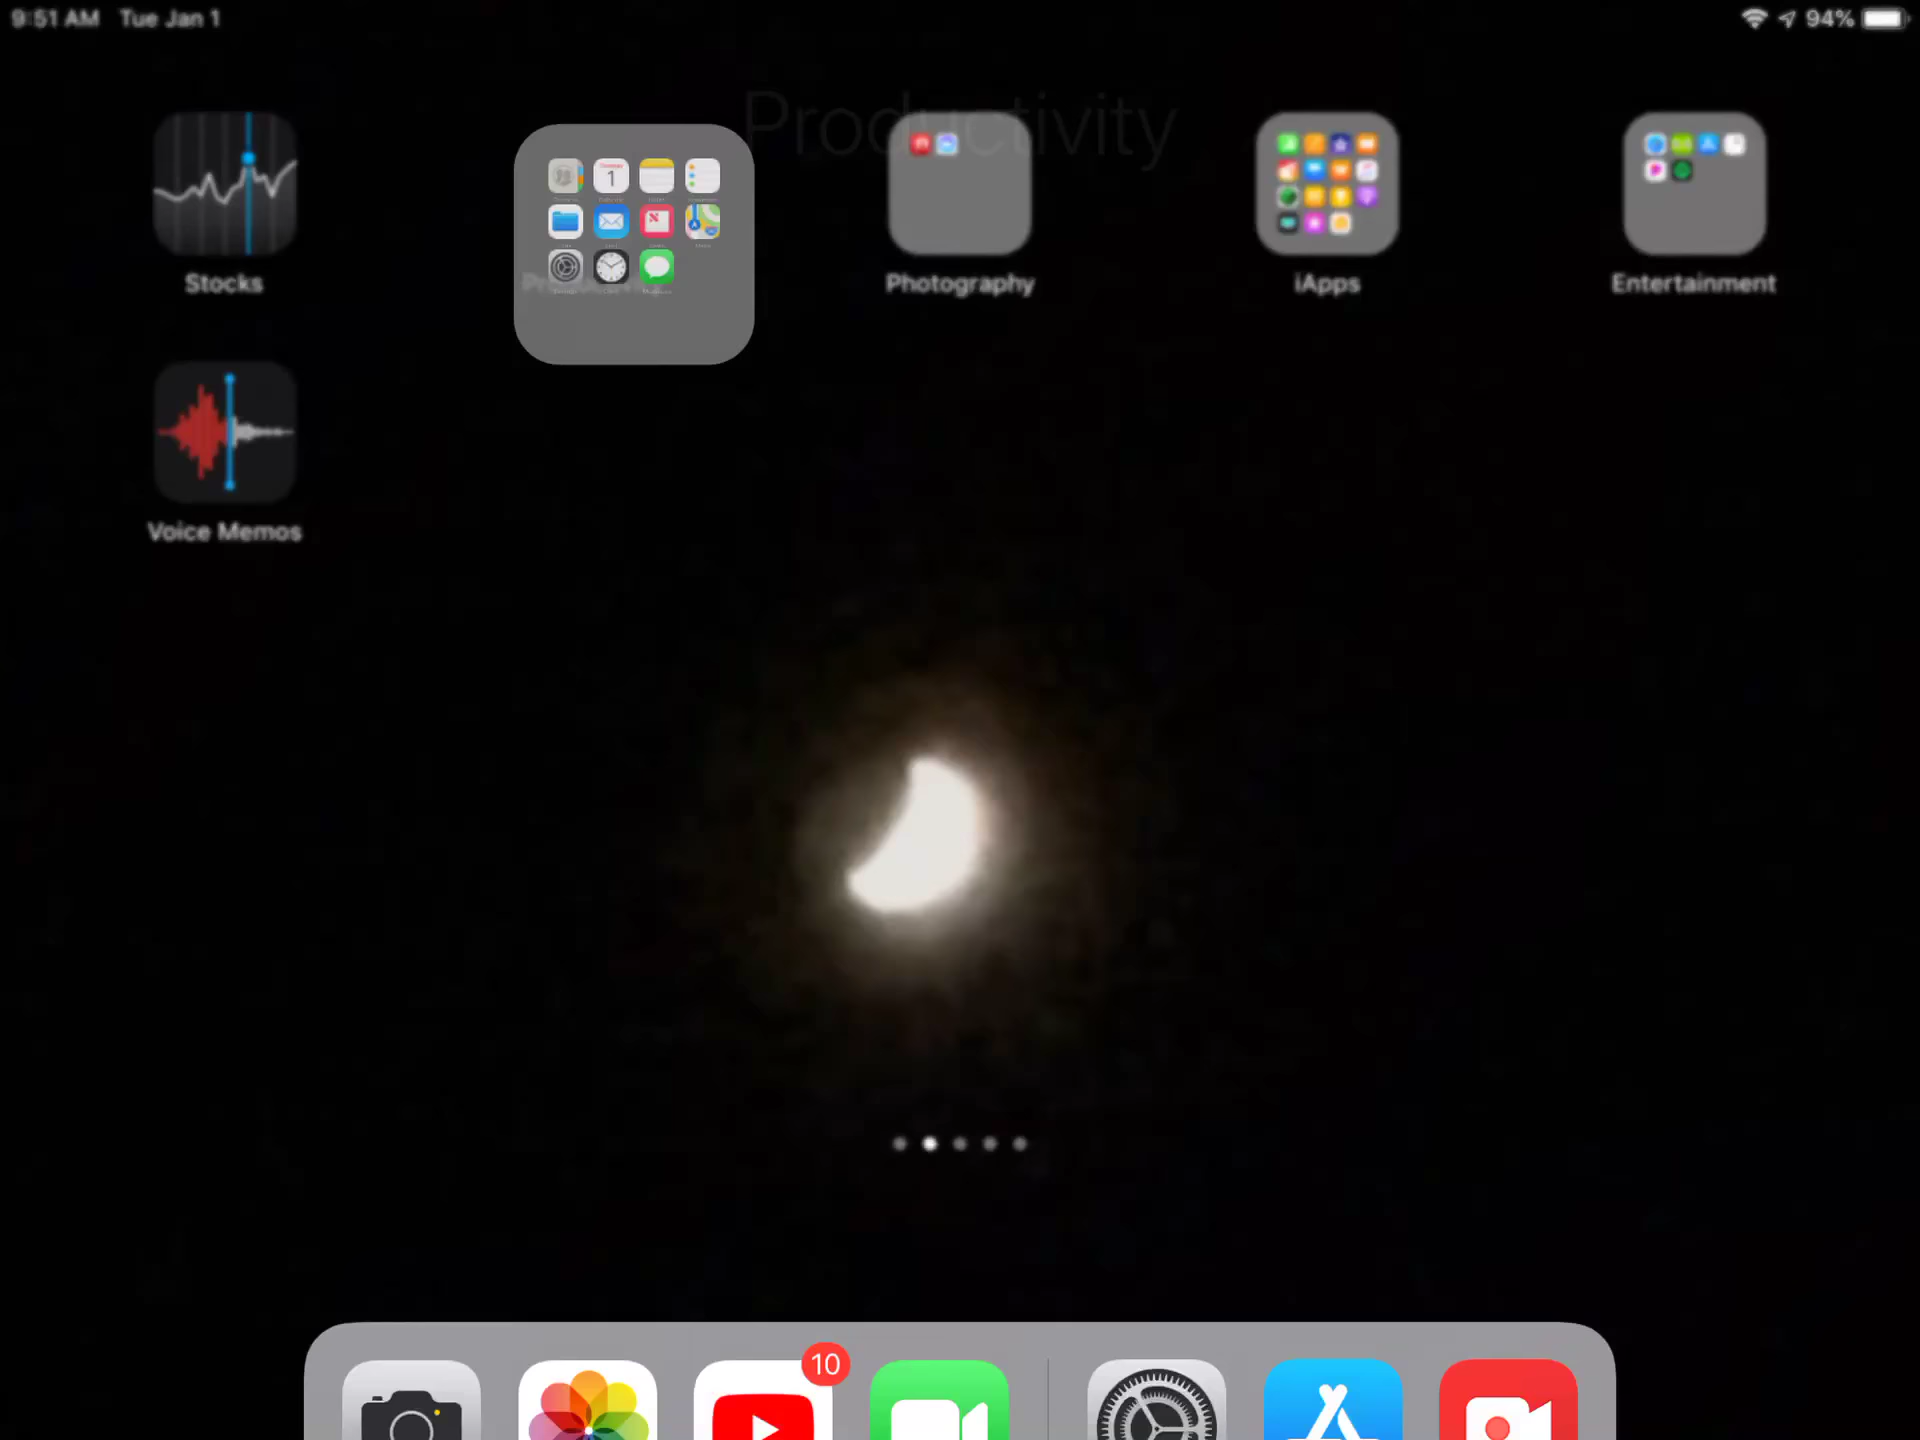 9:51 AM Tue Jan 1
94%
Productivity
1
Stocks
Photography
iApps
Entertainment
Voice Memos
10